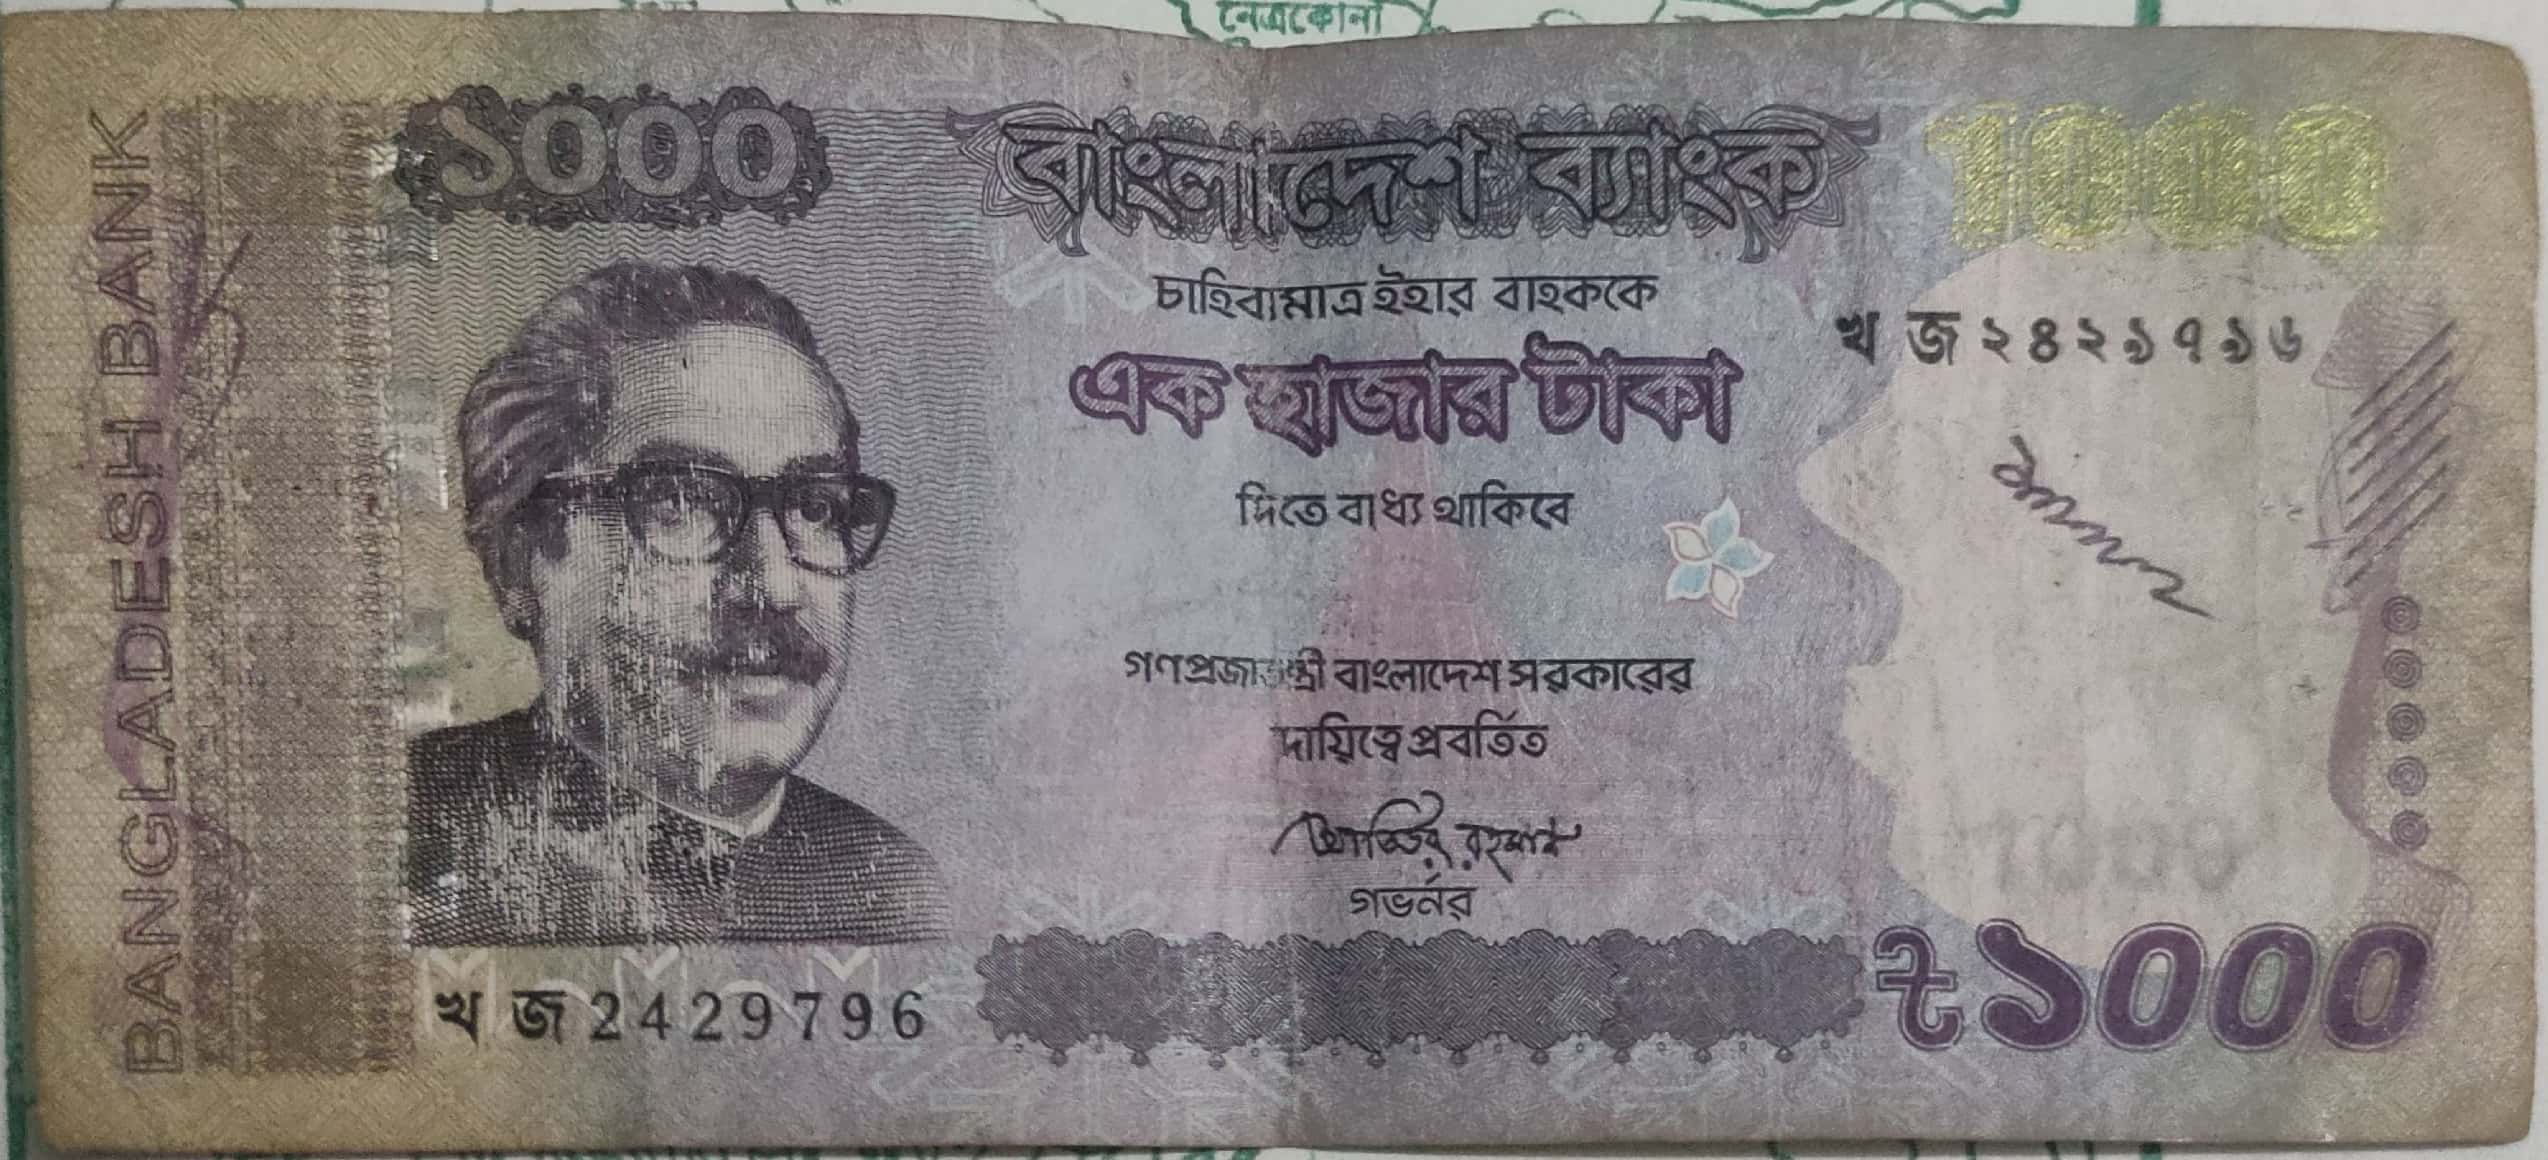 নেত্রকোনা
BANGLADESH BANK
১০০০
বাংলাদেশ ব্যাংক
1000
চাহিবামাত্র ইহার বাহককে
খ জ ২৪২৯৭৯৬
এক হাজার টাকা
দিতে বাধ্য থাকিবে
গণপ্রজাতন্ত্রী বাংলাদেশ সরকারের
দায়িত্বে প্রবর্তিত
আতিউর রহমান
গভর্নর
1000
৳১০০০
খ জ 2429796